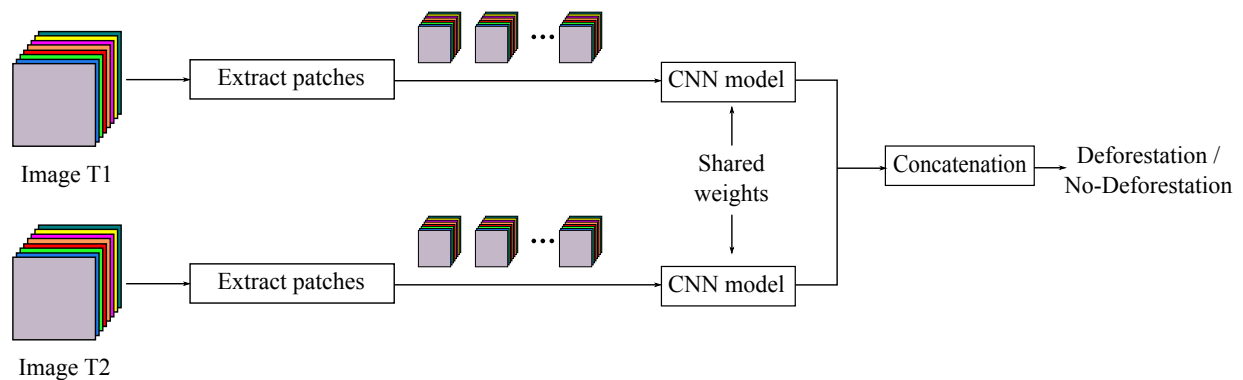 Image T1
Extract patches
CNN model
Shared
weights
Image T2
Extract patches
CNN model
Concatenation
Deforestation /
No-Deforestation